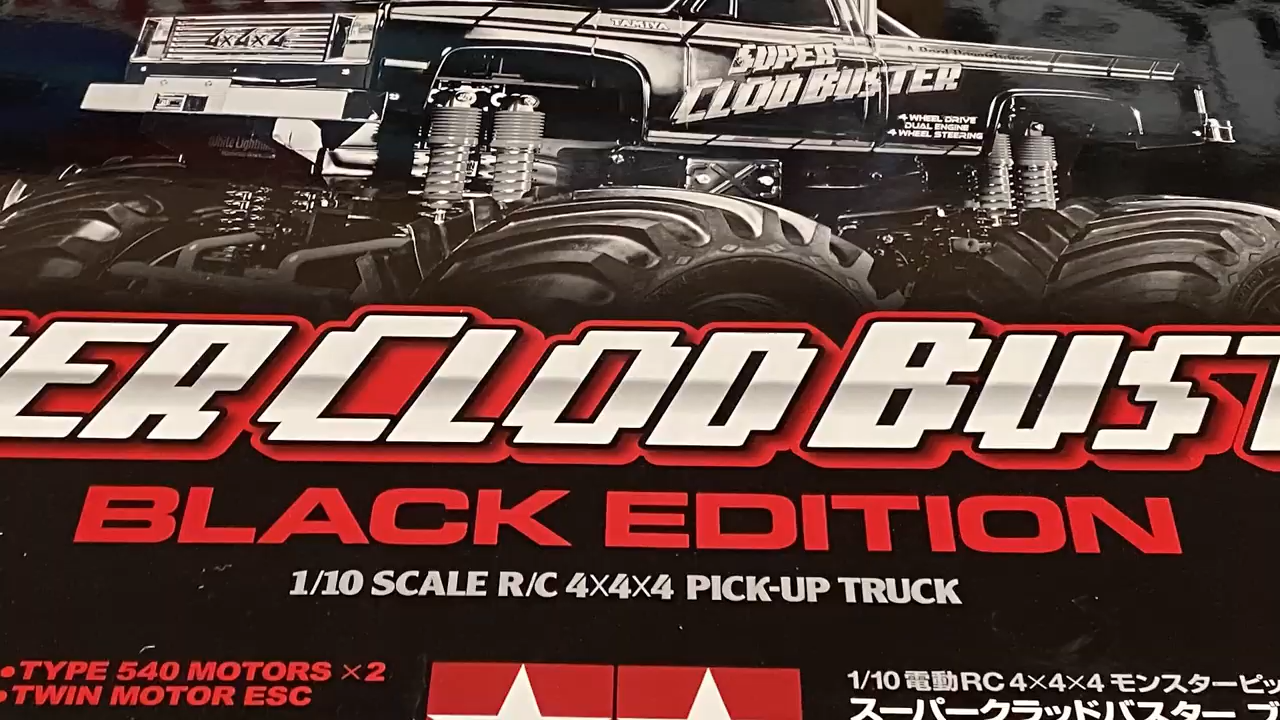 4x4x4
TAMIYA
SUPER
CLOD BUSTER
4 WHEEL DRIVE
DUAL ENGINE
4 WHEEL STEERING
White Lightning
ER CLOD BUST
BLACK EDITION
1/10 SCALE R/C 4×4×4 PICK-UP TRUCK
•TYPE 540 MOTORS ×2
•TWIN MOTOR ESC
1/10 電動RC 4×4×4 モンスターピッ
スーパークラッドバスター ブ